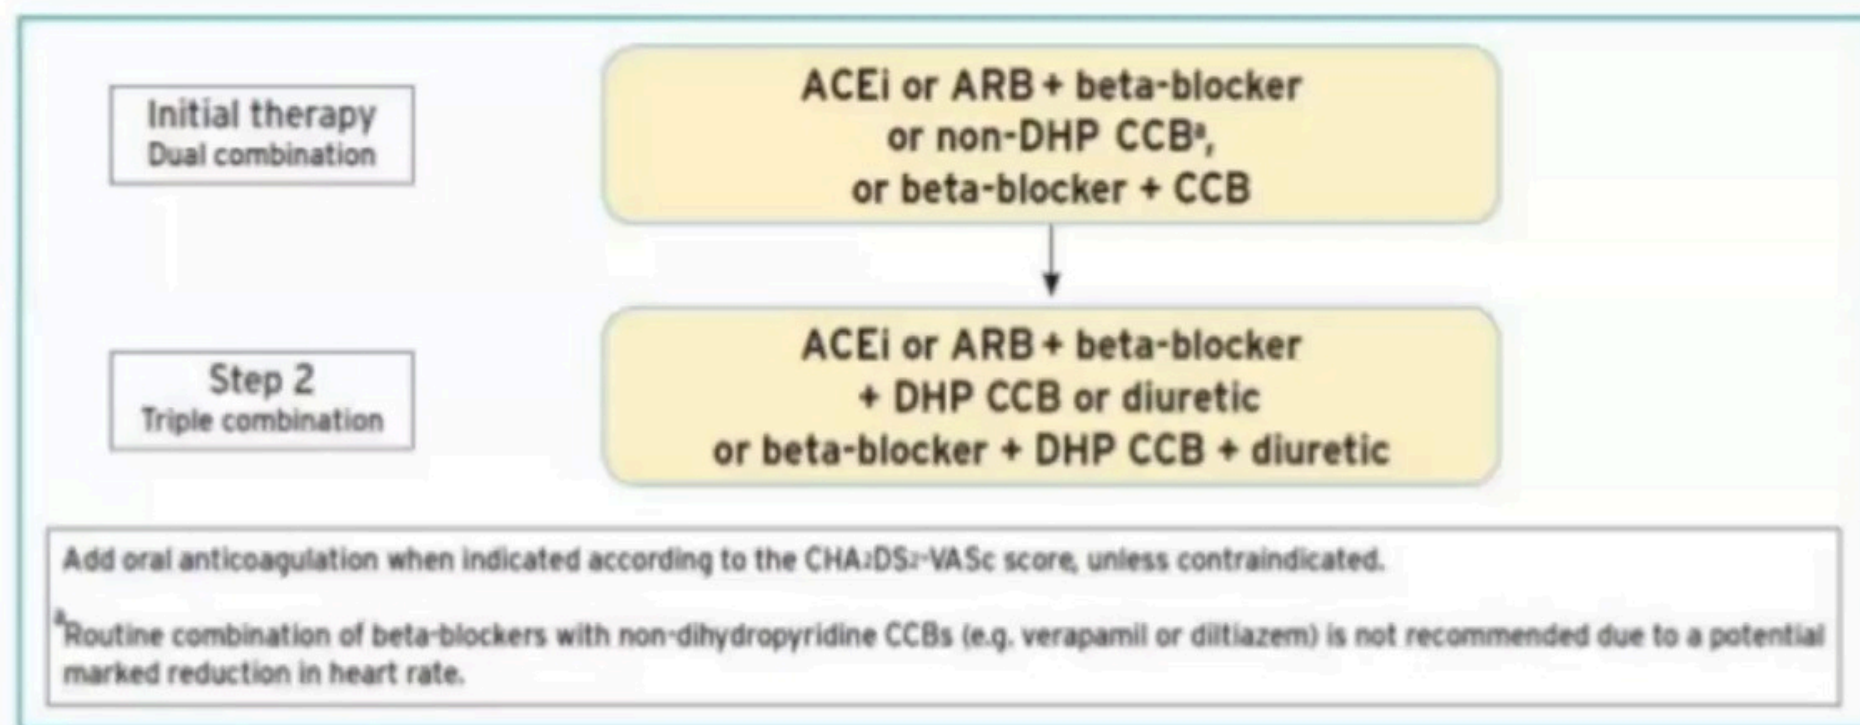 Initial therapy
Dual combination
ACEi or ARB + beta-blocker
or non-DHP CCBᵃ,
or beta-blocker + CCB
Step 2
Triple combination
ACEi or ARB + beta-blocker
+ DHP CCB or diuretic
or beta-blocker + DHP CCB + diuretic
Add oral anticoagulation when indicated according to the CHA₂DS₂-VASc score, unless contraindicated.
ᵃRoutine combination of beta-blockers with non-dihydropyridine CCBs (e.g. verapamil or diltiazem) is not recommended due to a potential
marked reduction in heart rate.